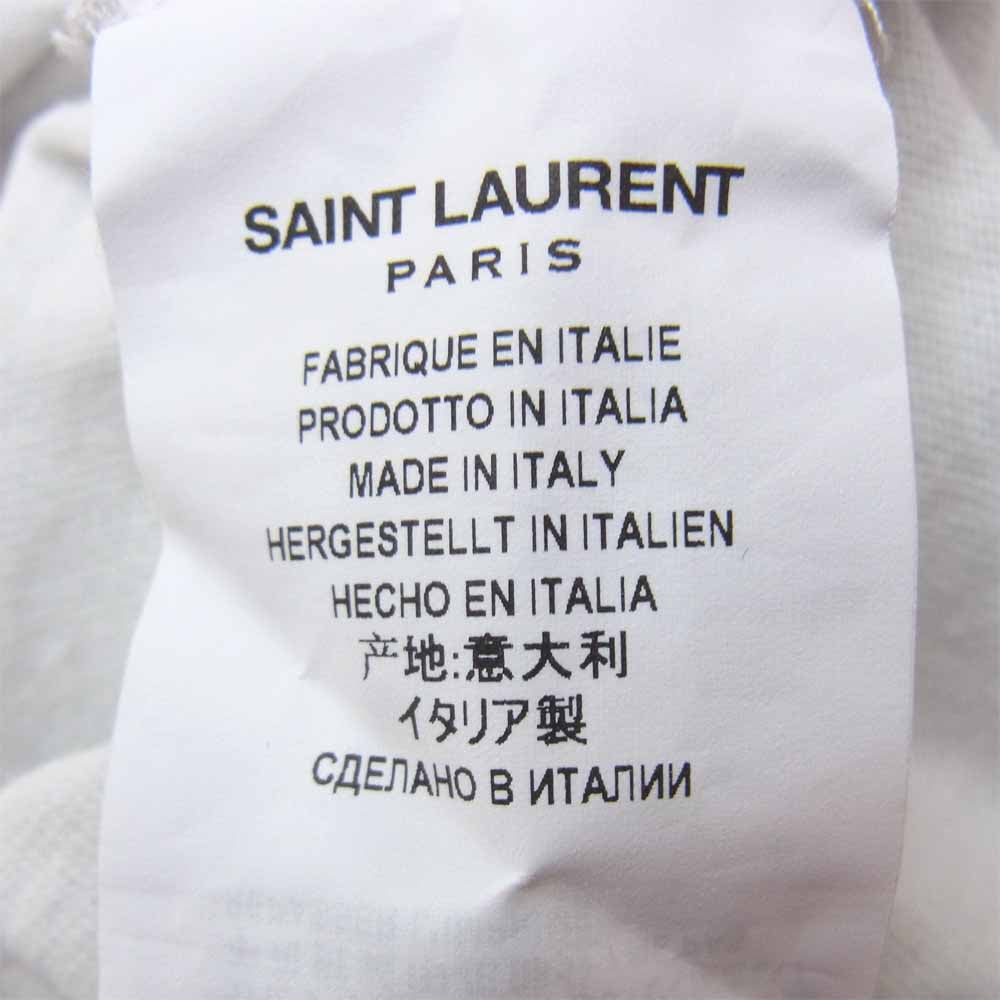 SAINT LAURENT
PARIS
FABRIQUE EN ITALIE
PRODOTTO IN ITALIA
MADE IN ITALY
HERGESTELLT IN ITALIEN
HECHO EN ITALIA
产地:意大利
イタリア製
СДЕЛАНО В ИТАЛИИ